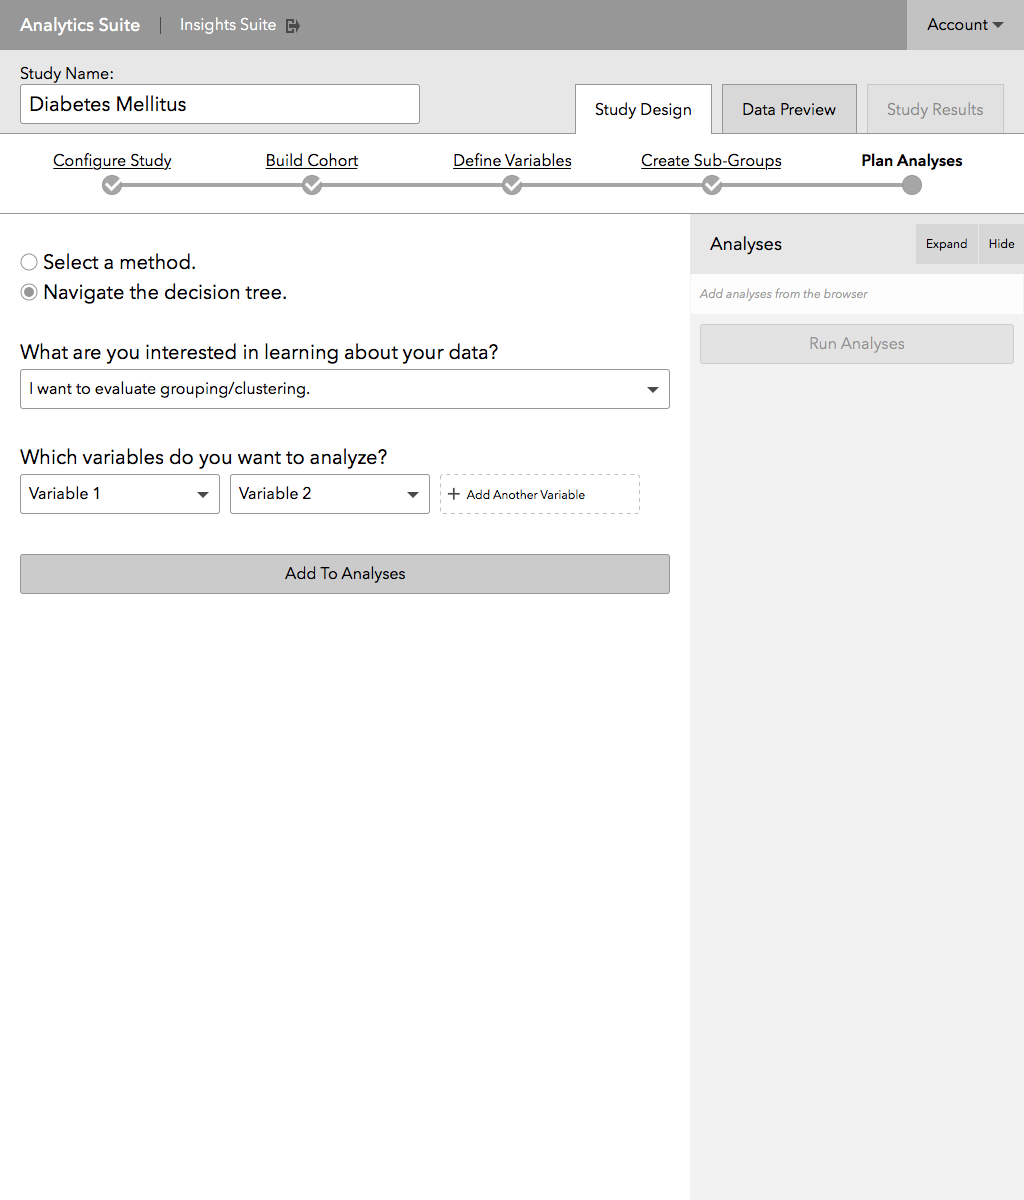 Analytics Suite | Insights Suite Account
Study Name:
Diabetes Mellitus
Study Design Data Preview Study Results
Configure Study Build Cohort Define Variables Create Sub-Groups Plan Analyses
Select a method.
Navigate the decision tree.
What are you interested in learning about your data?
I want to evaluate grouping/clustering.
Which variables do you want to analyze?
Variable 1 Variable 2 + Add Another Variable
Add To Analyses
Analyses Expand Hide
Add analyses from the browser
Run Analyses